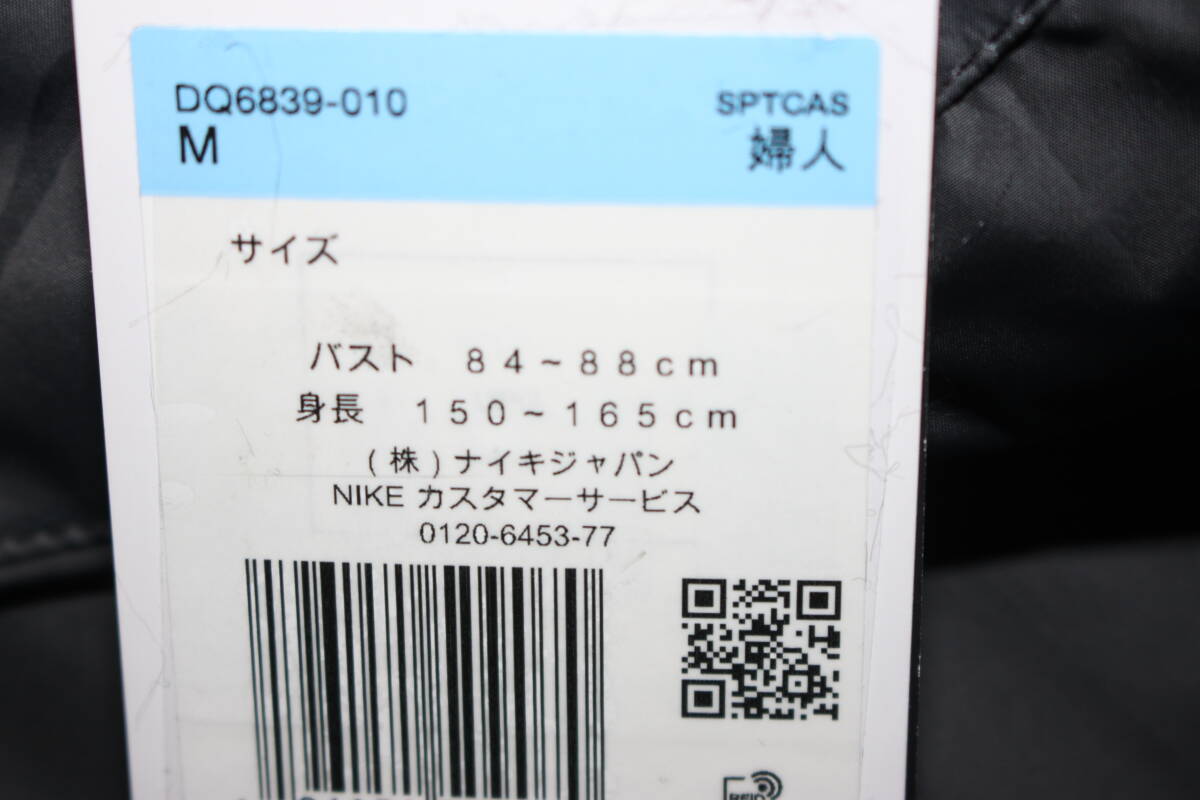 DQ6839-010 SPTCAS
M 婦人
サイズ
バスト ８４～８８ｃｍ
身長 １５０～１６５ｃｍ
(株)ナイキジャパン
NIKE カスタマーサービス
0120-6453-77
RFID